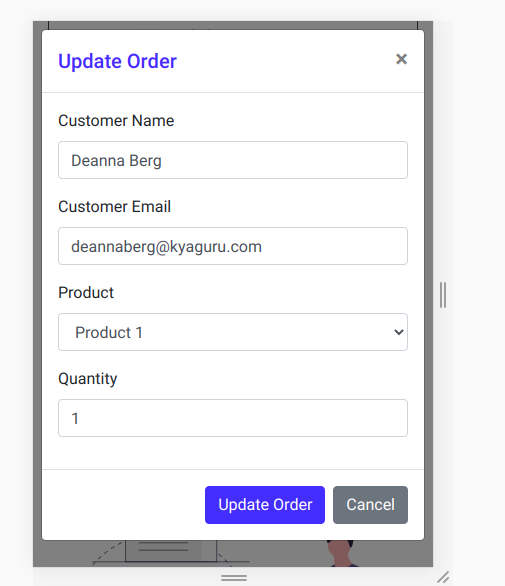 Update Order
×
Customer Name
Deanna Berg
Customer Email
deannaberg@kyaguru.com
Product
Product 1
Quantity
1
Update Order
Cancel